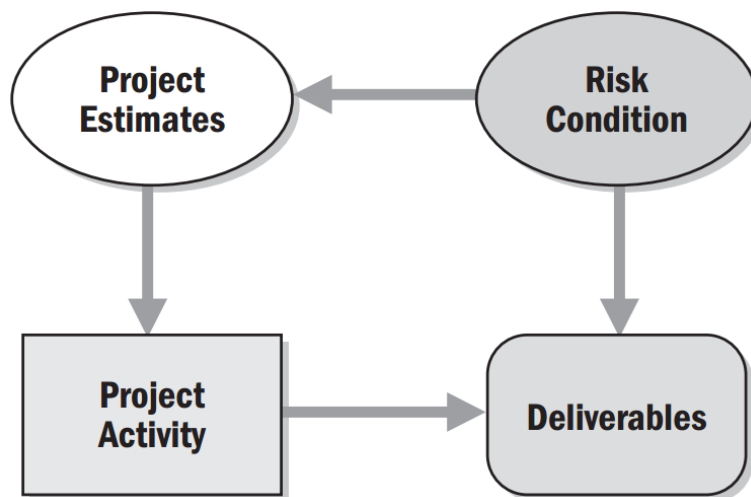 Project
Estimates
Risk
Condition
Project
Activity
Deliverables